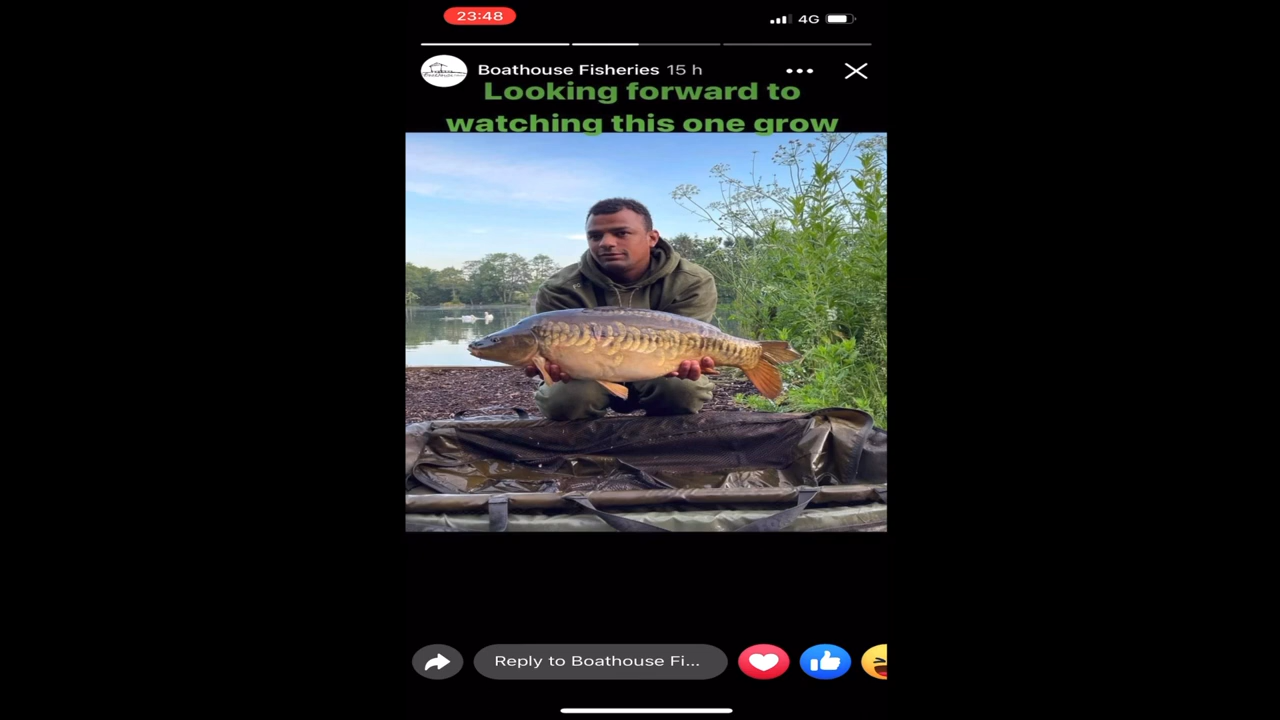 23:48
4G
Boathouse Fisheries 15 h
Looking forward to
watching this one grow
Reply to Boathouse Fi...